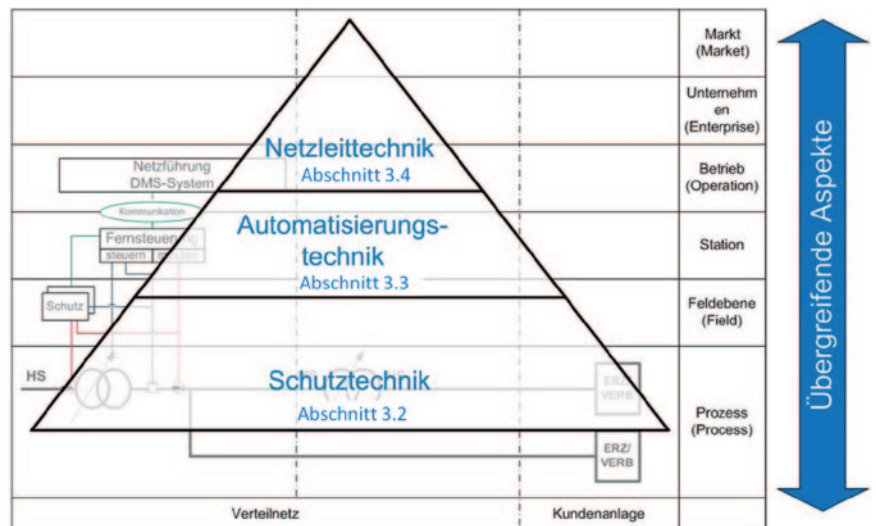 Markt
(Market)
Unternehm
en
(Enterprise)
Netzleittechnik
Abschnitt 3.4
Netzführung
DMS-System
Betrieb
(Operation)
Kommunikation
Automatisierungs-
technik
Abschnitt 3.3
Fernsteuerung
steuern
Station
Schutz
Feldebene
(Field)
HS
Schutztechnik
Abschnitt 3.2
ERZ/
VERB
Prozess
(Process)
ERZ/
VERB
Verteilnetz
Kundenanlage
Übergreifende Aspekte